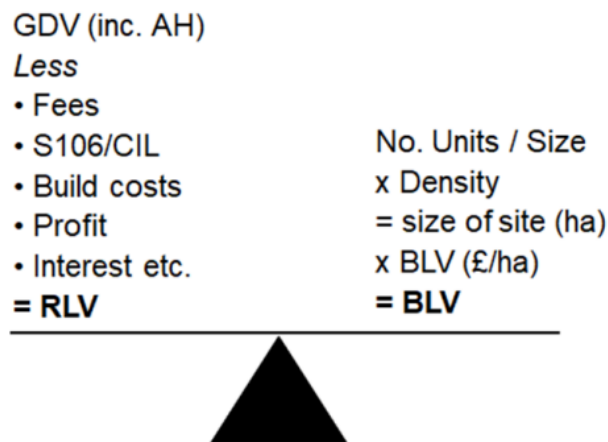 GDV (inc. AH)
Less
• Fees
• S106/CIL
• Build costs
• Profit
• Interest etc.
= RLV
No. Units / Size
x Density
= size of site (ha)
x BLV (£/ha)
= BLV